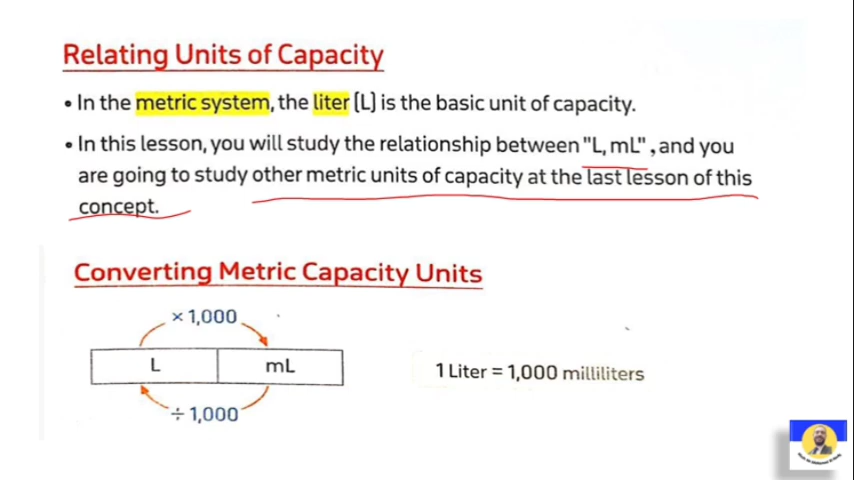 Relating Units of Capacity
• In the metric system, the liter (L) is the basic unit of capacity.
• In this lesson, you will study the relationship between "L, mL", and you
are going to study other metric units of capacity at the last lesson of this
concept.
Converting Metric Capacity Units
× 1,000
L mL
÷ 1,000
1 Liter = 1,000 milliliters